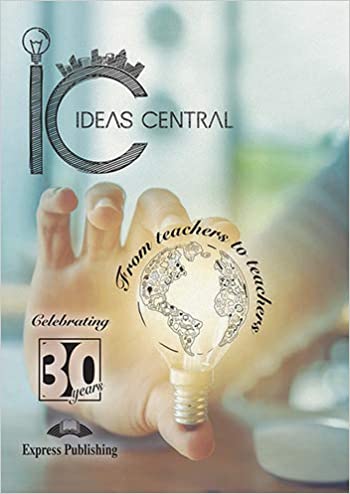 IC
IDEAS CENTRAL
From teachers to teachers
Celebrating
30
years
Express Publishing